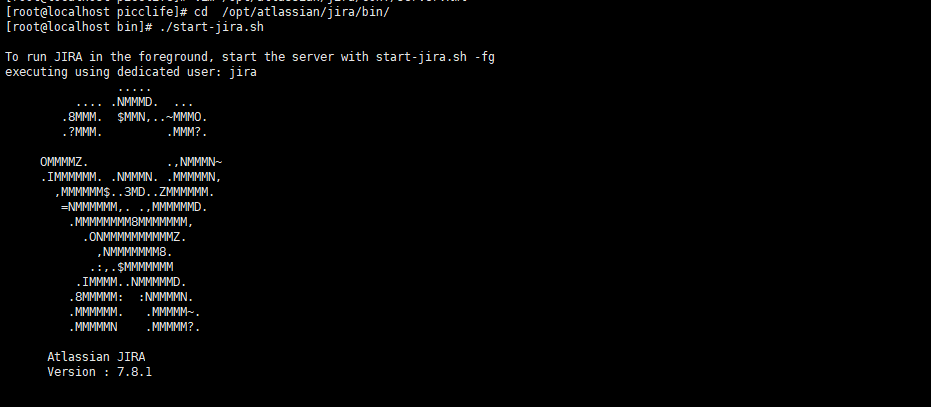 [root@localhost picclife]# cd  /opt/atlassian/jira/bin/
[root@localhost bin]# ./start-jira.sh

To run JIRA in the foreground, start the server with start-jira.sh -fg
executing using dedicated user: jira
                .....
          .... .NMMMD.  ...
        .8MMM.  $MMN,..~MMMO.
        .?MMM.         .MMM?.

     OMMMMZ.           .,NMMMN~
     .IMMMMMM. .NMMMN. .MMMMMN,
       ,MMMMMM$..3MD..ZMMMMMM.
        =NMMMMMM,. .,MMMMMMD.
         .MMMMMMMM8MMMMMMM,
           .ONMMMMMMMMMMZ.
             ,NMMMMMMM8.
            .:,.$MMMMMMM
          .IMMMM..NMMMMMD.
         .8MMMMM:  :NMMMMN.
         .MMMMMM.   .MMMMM~.
         .MMMMMN    .MMMMM?.

      Atlassian JIRA
      Version : 7.8.1